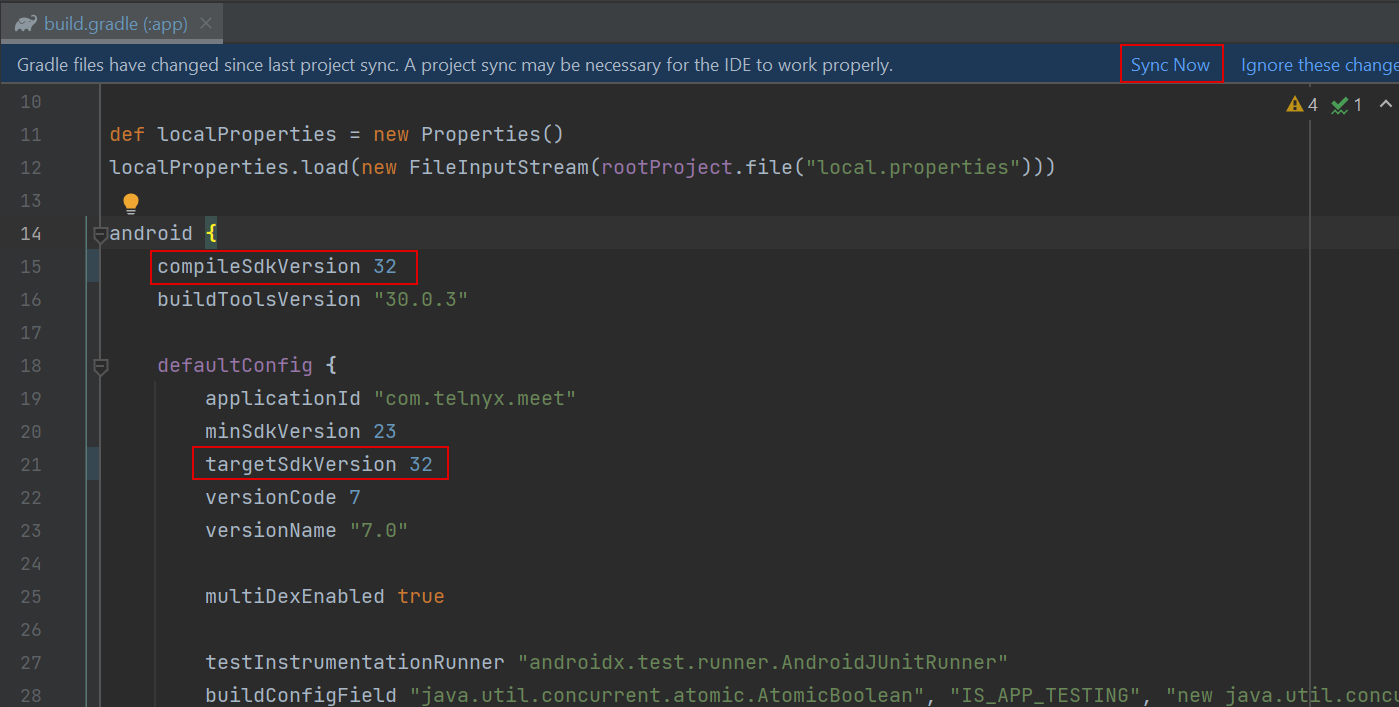 build.gradle (:app)
Gradle files have changed since last project sync. A project sync may be necessary for the IDE to work properly. Sync Now Ignore these change
4 1
10
11 def localProperties = new Properties()
12 localProperties.load(new FileInputStream(rootProject.file("local.properties")))
13
14 android {
15 compileSdkVersion 32
16 buildToolsVersion "30.0.3"
17
18 defaultConfig {
19 applicationId "com.telnyx.meet"
20 minSdkVersion 23
21 targetSdkVersion 32
22 versionCode 7
23 versionName "7.0"
24
25 multiDexEnabled true
26
27 testInstrumentationRunner "androidx.test.runner.AndroidJUnitRunner"
28 buildConfigField "java.util.concurrent.atomic.AtomicBoolean", "IS_APP_TESTING", "new java.util.concu